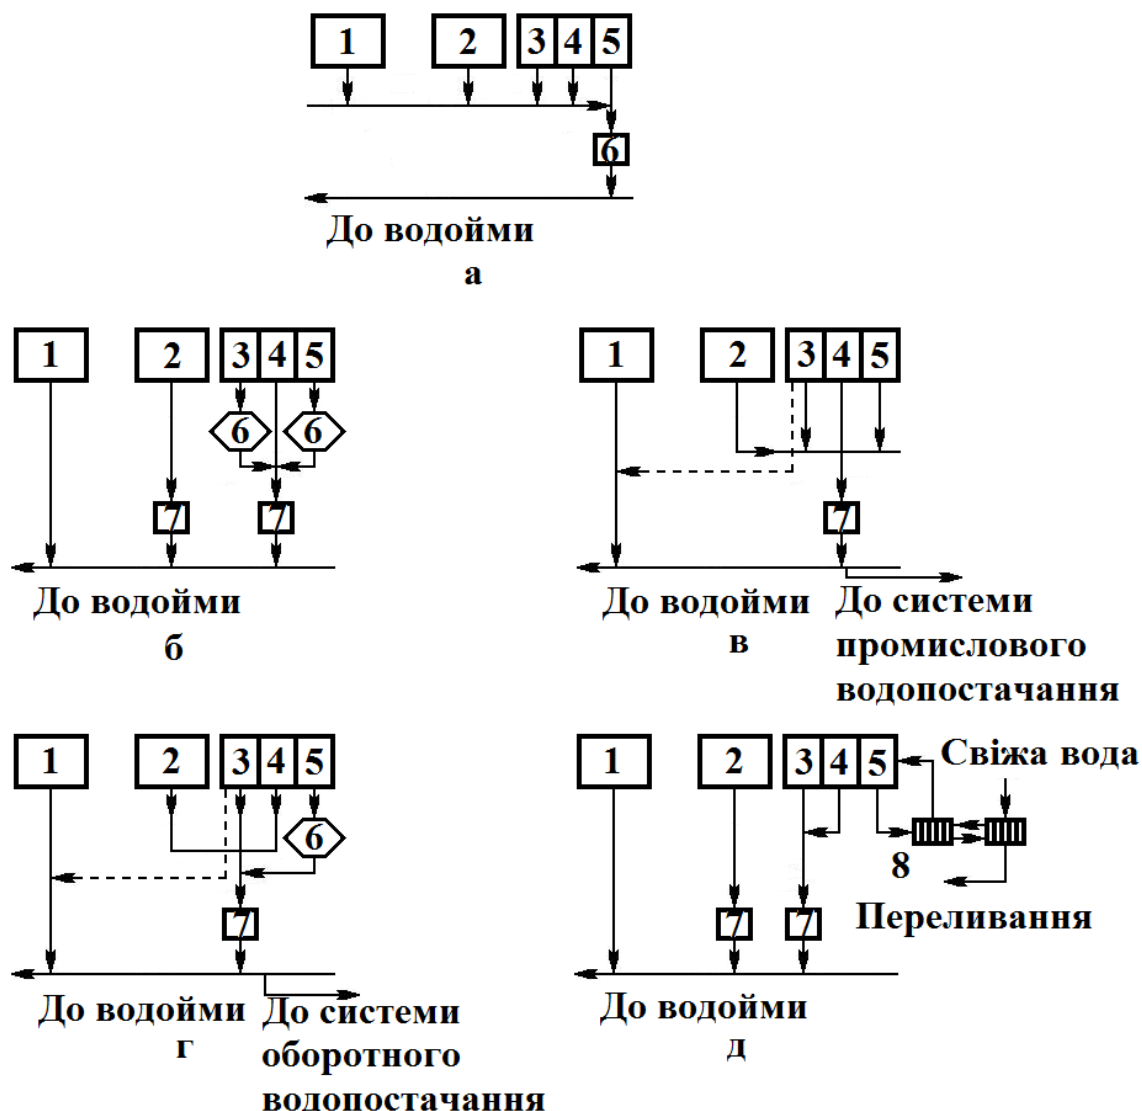 1 2 3 4 5
6
До водойми
а
1 2 3 4 5
6 6
7 7
До водойми
б
1 2 3 4 5
7
До водойми
в
До системи
промислового
водопостачання
1 2 3 4 5
6
7
До водойми
г
До системи
оборотного
водопостачання
1 2 3 4 5
Свіжа вода
8
Переливання
7 7
До водойми
д